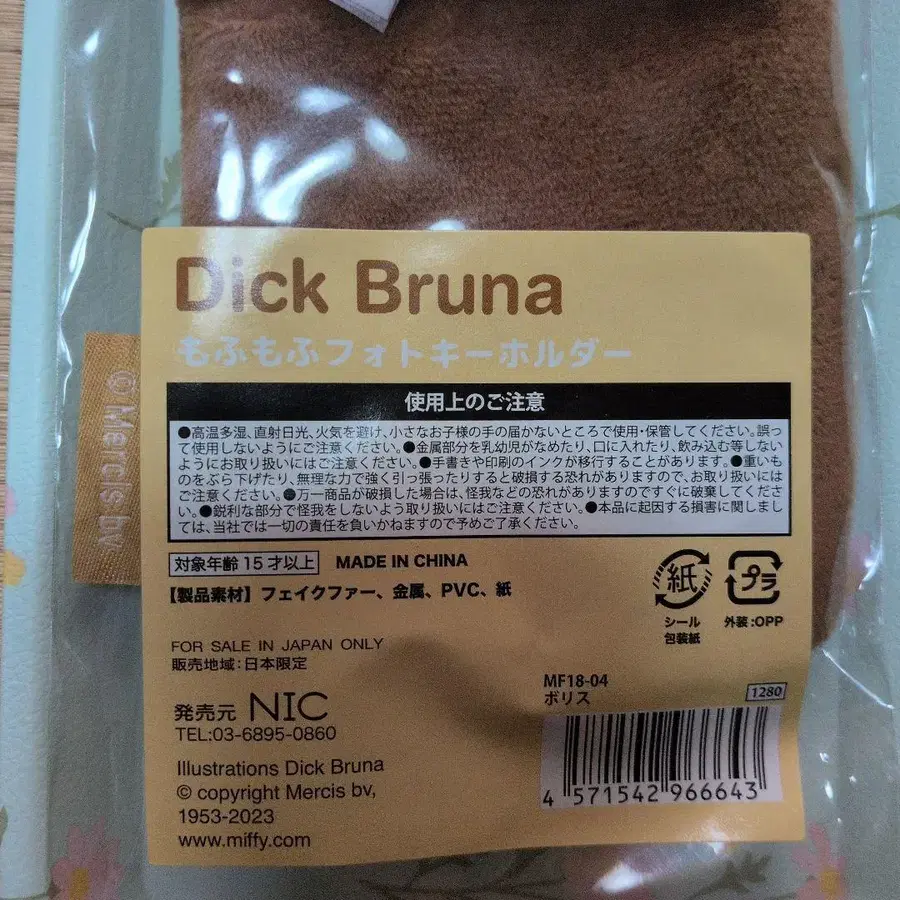 Dick Bruna
もふもふフォトキーホルダー
使用上のご注意
●高温多湿、直射日光、火気を避け、小さなお子様の手の届かないところで使用・保管してください。誤っ
て使用しないようにご注意ください。●金属部分を乳幼児がなめたり、口に入れたり、飲み込む等しない
ようにお取り扱いにはご注意ください。●手書きや印刷のインクが移行することがあります。●重いも
のをぶら下げたり、無理な力で強く引っ張ったりすると破損する恐れがありますので、お取り扱いには
ご注意ください。●万一商品が破損した場合は、怪我などの恐れがありますのですぐに破棄してくださ
い。●鋭利な部分で怪我をしないよう取り扱いにはご注意ください。●本品に起因する損害に関しまし
ては、当社では一切の責任を負いかねますので予めご了承ください。
対象年齢15才以上 MADE IN CHINA
【製品素材】フェイクファー、金属、PVC、紙
紙
シール
包装紙
プラ
外装:OPP
FOR SALE IN JAPAN ONLY
販売地域:日本限定
発売元 NIC
TEL:03-6895-0860
Illustrations Dick Bruna
© copyright Mercis bv,
1953-2023
www.miffy.com
MF18-04
ボリス
1280
4 571542 966643
© Mercis bv